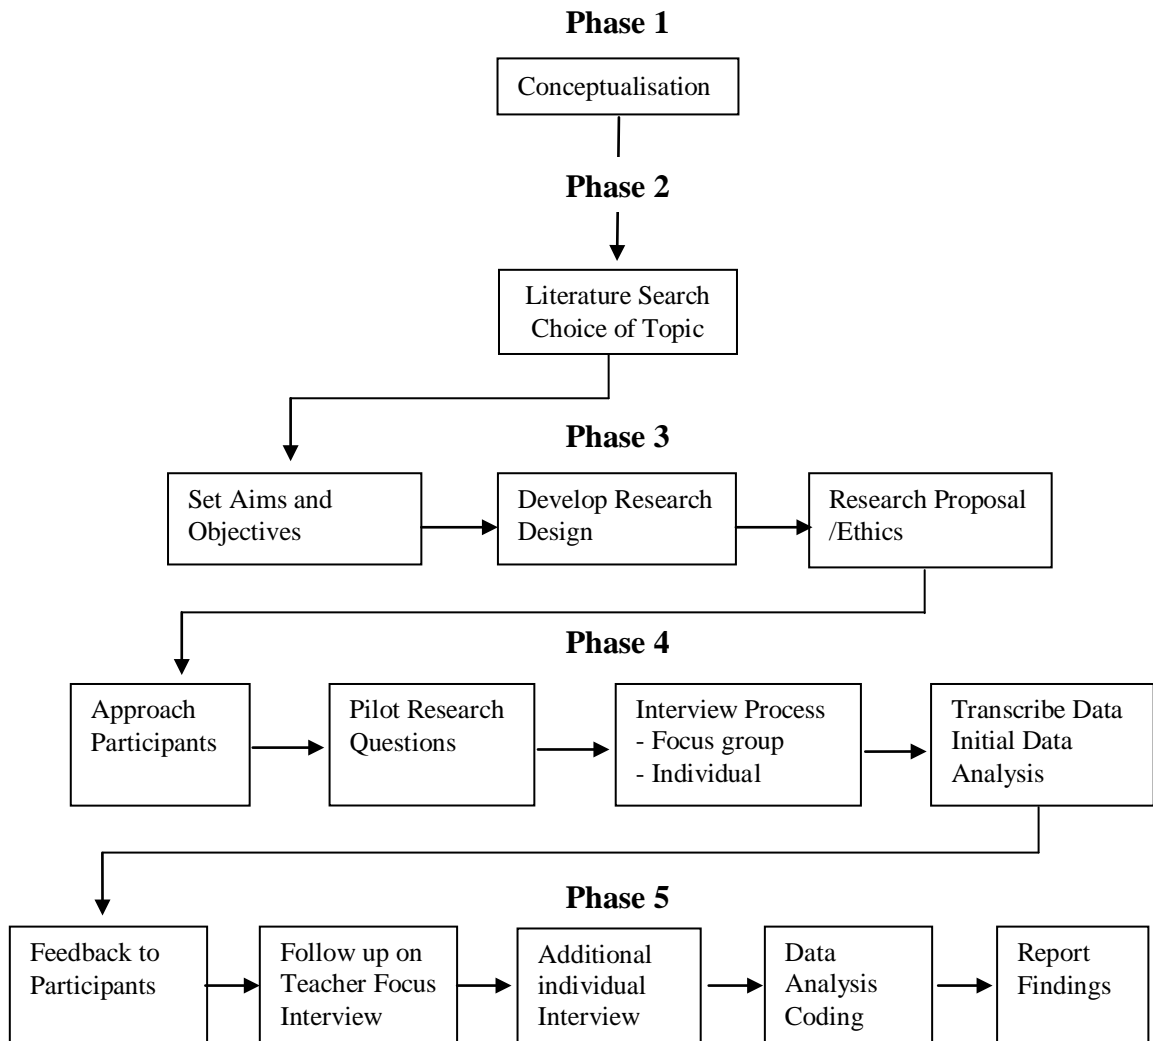 Phase 1
Conceptualisation
Phase 2
Literature Search
Choice of Topic
Phase 3
Set Aims and
Objectives
Develop Research
Design
Research Proposal
/Ethics
Phase 4
Approach
Participants
Pilot Research
Questions
Interview Process
- Focus group
- Individual
Transcribe Data
Initial Data
Analysis
Phase 5
Feedback to
Participants
Follow up on
Teacher Focus
Interview
Additional
individual
Interview
Data
Analysis
Coding
Report
Findings